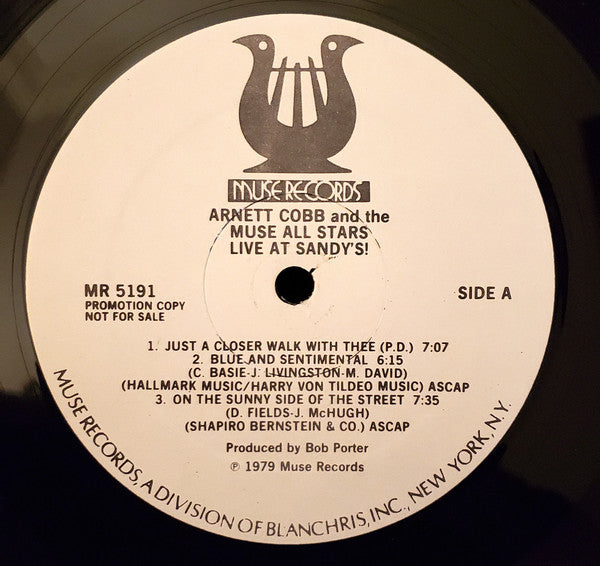 MUSE RECORDS
ARNETT COBB and the
MUSE ALL STARS
LIVE AT SANDY'S!
MR 5191
PROMOTION COPY
NOT FOR SALE
SIDE A
1. JUST A CLOSER WALK WITH THEE (P.D.) 7:07
2. BLUE AND SENTIMENTAL 6:15
(C. BASIE-J. LIVINGSTON-M. DAVID)
(HALLMARK MUSIC/HARRY VON TILDEO MUSIC) ASCAP
3. ON THE SUNNY SIDE OF THE STREET 7:35
(D. FIELDS-J. McHUGH)
(SHAPIRO BERNSTEIN & CO.) ASCAP
Produced by Bob Porter
℗ 1979 Muse Records
MUSE RECORDS, A DIVISION OF BLANCHRIS, INC., NEW YORK, N.Y.